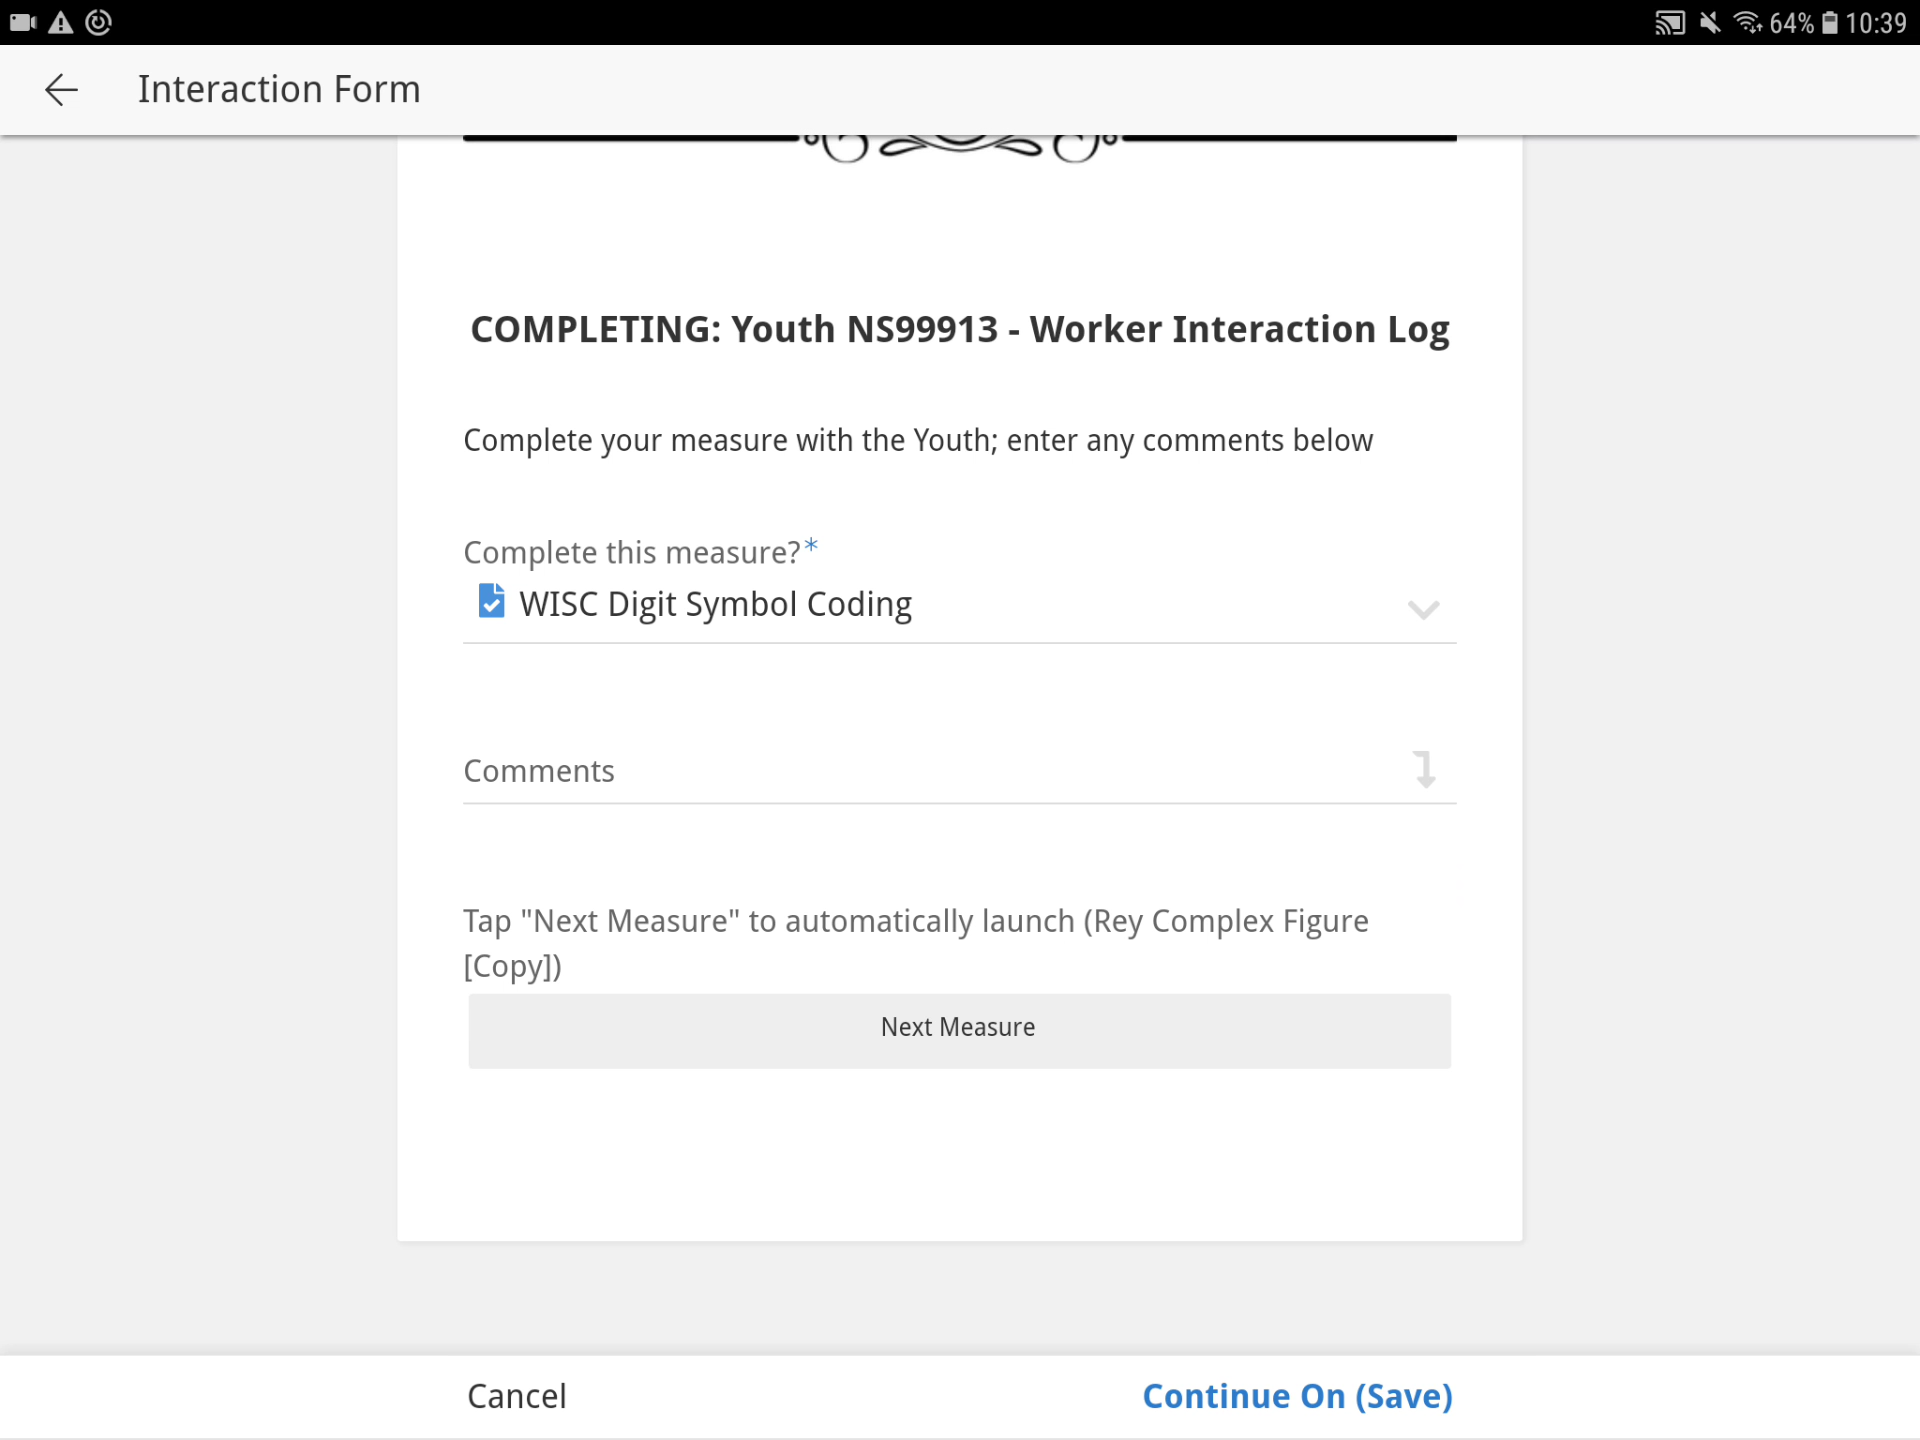 64% 10:39
Interaction Form
COMPLETING: Youth NS99913 - Worker Interaction Log
Complete your measure with the Youth; enter any comments below
Complete this measure?*
WISC Digit Symbol Coding
Comments
Tap "Next Measure" to automatically launch (Rey Complex Figure
[Copy])
Next Measure
Cancel Continue On (Save)